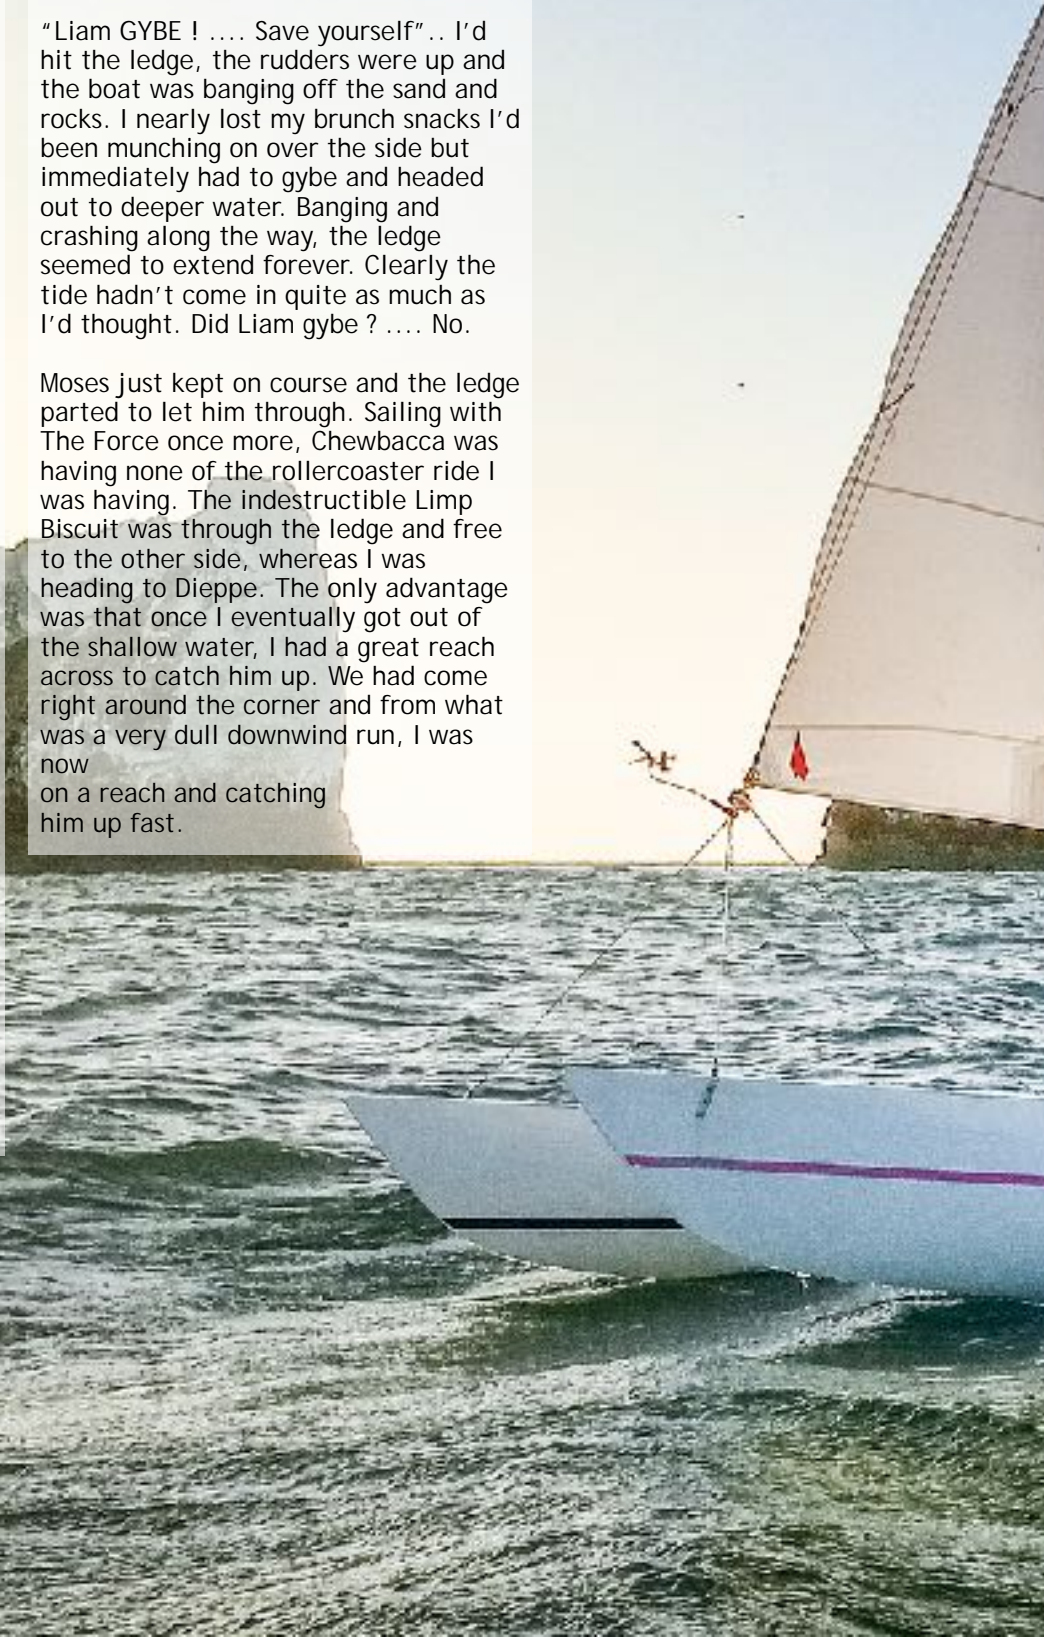 “Liam GYBE ! .... Save yourself”.. I’d
hit the ledge, the rudders were up and
the boat was banging off the sand and
rocks. I nearly lost my brunch snacks I’d
been munching on over the side but
immediately had to gybe and headed
out to deeper water. Banging and
crashing along the way, the ledge
seemed to extend forever. Clearly the
tide hadn’t come in quite as much as
I’d thought. Did Liam gybe ? .... No.
Moses just kept on course and the ledge
parted to let him through. Sailing with
The Force once more, Chewbacca was
having none of the rollercoaster ride I
was having. The indestructible Limp
Biscuit was through the ledge and free
to the other side, whereas I was
heading to Dieppe. The only advantage
was that once I eventually got out of
the shallow water, I had a great reach
across to catch him up. We had come
right around the corner and from what
was a very dull downwind run, I was
now
on a reach and catching
him up fast.